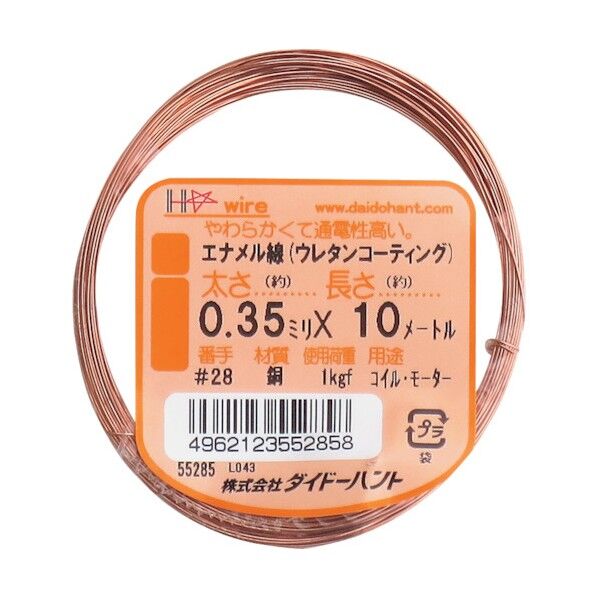 H wire
www.daidohant.com
やわらかくて通電性高い。
エナメル線(ウレタンコーティング)
太さ(約)......... 長さ(約).........
0.35ミリX 10メートル
番手 材質 使用荷重 用途
#28 銅 1kgf コイル・モーター
4962123552858
プラ
袋
55285 L043
株式会社ダイドーハント